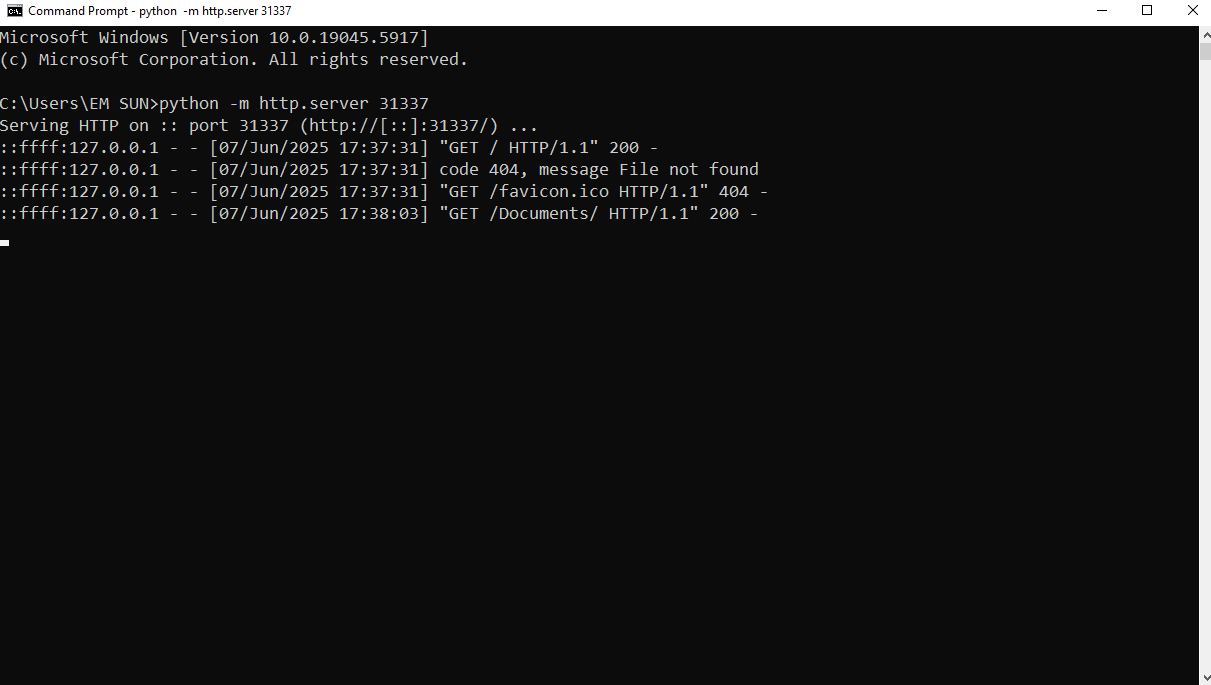 Command Prompt - python  -m http.server 31337
Microsoft Windows [Version 10.0.19045.5917]
(c) Microsoft Corporation. All rights reserved.
C:\Users\EM SUN>python -m http.server 31337
Serving HTTP on :: port 31337 (http://[::]:31337/) ...
::ffff:127.0.0.1 - - [07/Jun/2025 17:37:31] "GET / HTTP/1.1" 200 -
::ffff:127.0.0.1 - - [07/Jun/2025 17:37:31] code 404, message File not found
::ffff:127.0.0.1 - - [07/Jun/2025 17:37:31] "GET /favicon.ico HTTP/1.1" 404 -
::ffff:127.0.0.1 - - [07/Jun/2025 17:38:03] "GET /Documents/ HTTP/1.1" 200 -